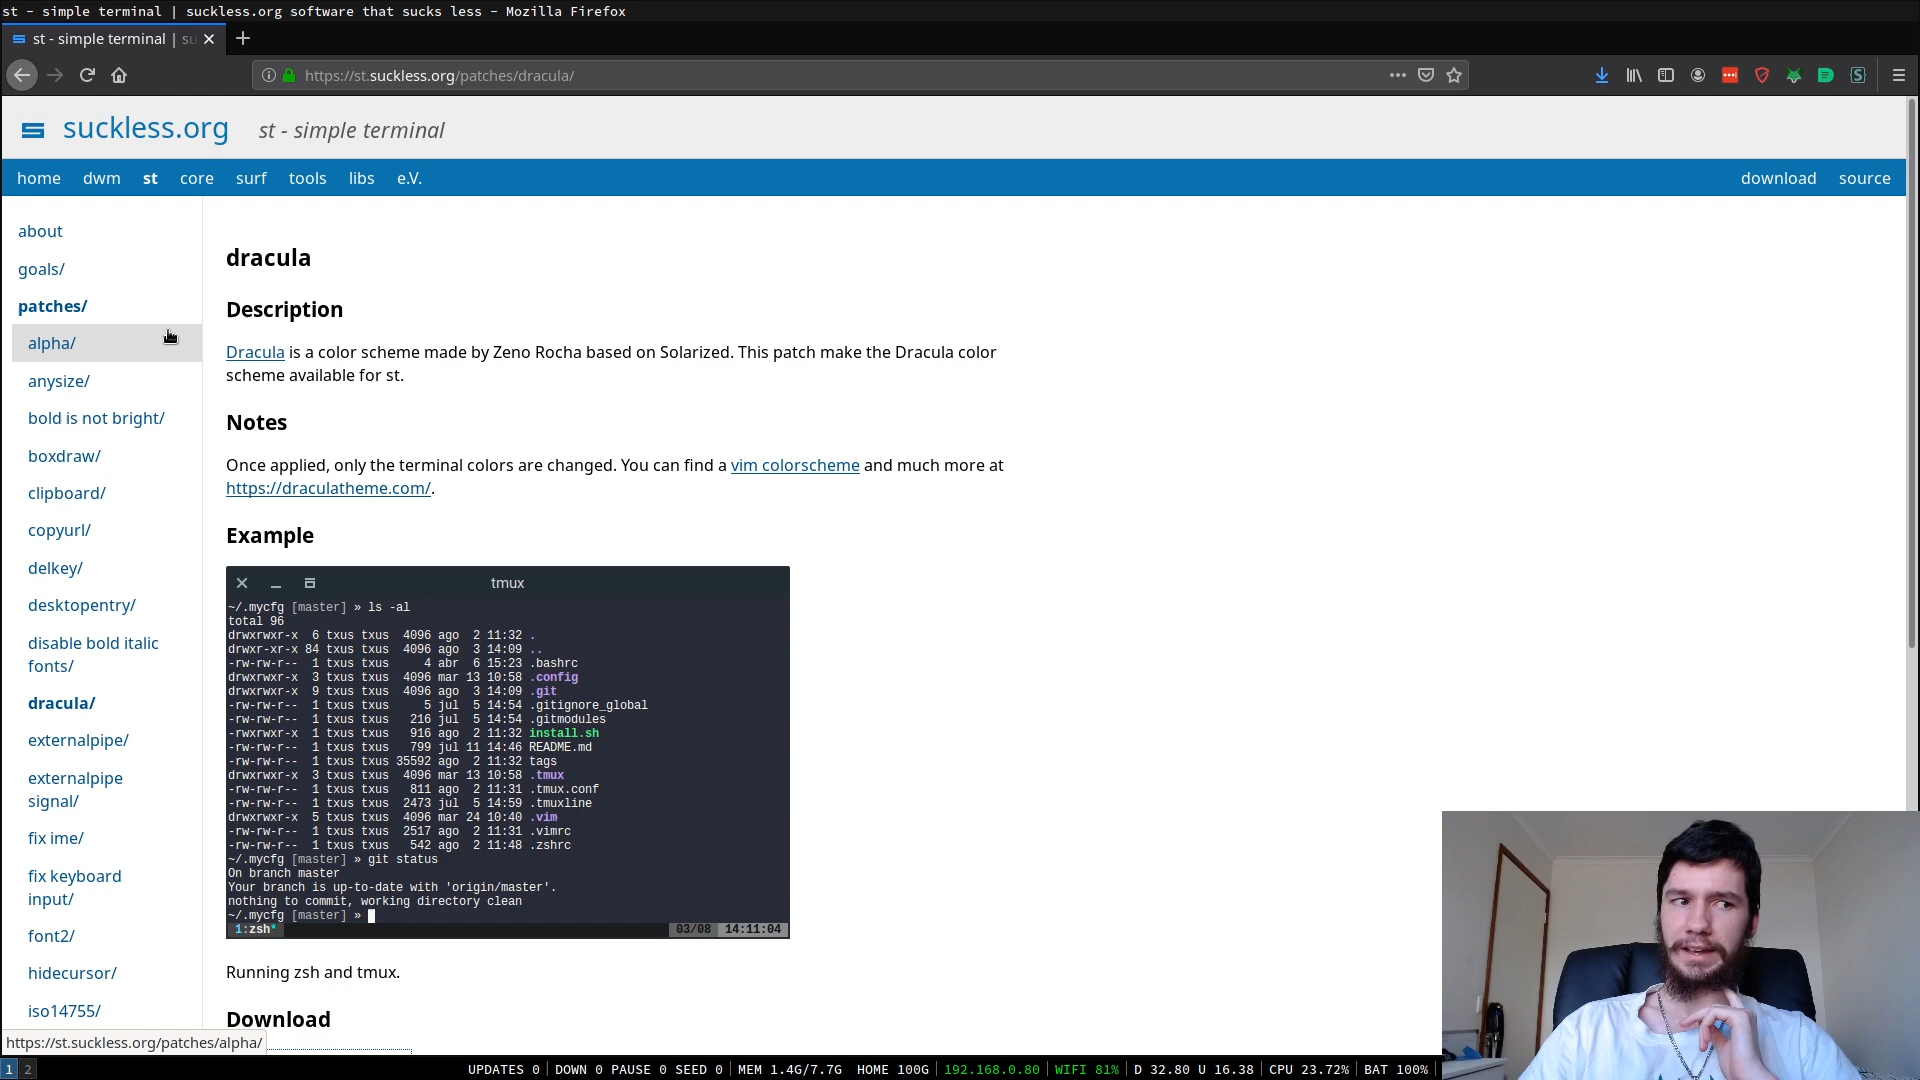 st - simple terminal | suckless.org software that sucks less - Mozilla Firefox
st - simple terminal | su
https://st.suckless.org/patches/dracula/
suckless.org st - simple terminal
home dwm st core surf tools libs e.V. download source
about
goals/
patches/
alpha/
anysize/
bold is not bright/
boxdraw/
clipboard/
copyurl/
delkey/
desktopentry/
disable bold italic
fonts/
dracula/
externalpipe/
externalpipe
signal/
fix ime/
fix keyboard
input/
font2/
hidecursor/
iso14755/
https://st.suckless.org/patches/alpha/
dracula
Description
Dracula is a color scheme made by Zeno Rocha based on Solarized. This patch make the Dracula color
scheme available for st.
Notes
Once applied, only the terminal colors are changed. You can find a vim colorscheme and much more at
https://draculatheme.com/.
Example
tmux
~/.mycfg [master] » ls -al
total 96
drwxrwxr-x 6 txus txus 4096 ago 2 11:32 .
drwxr-xr-x 84 txus txus 4096 ago 3 14:09 ..
-rw-rw-r-- 1 txus txus 4 abr 6 15:23 .bashrc
drwxrwxr-x 3 txus txus 4096 mar 13 10:58 .config
drwxrwxr-x 9 txus txus 4096 ago 3 14:09 .git
-rw-rw-r-- 1 txus txus 5 jul 5 14:54 .gitignore_global
-rw-rw-r-- 1 txus txus 216 jul 5 14:54 .gitmodules
-rwxrwxr-x 1 txus txus 916 ago 2 11:32 install.sh
-rw-rw-r-- 1 txus txus 799 jul 11 14:46 README.md
-rw-rw-r-- 1 txus txus 35592 ago 2 11:32 tags
drwxrwxr-x 3 txus txus 4096 mar 13 10:58 .tmux
-rw-rw-r-- 1 txus txus 811 ago 2 11:31 .tmux.conf
-rw-rw-r-- 1 txus txus 2473 jul 5 14:59 .tmuxline
drwxrwxr-x 5 txus txus 4096 mar 24 10:40 .vim
-rw-rw-r-- 1 txus txus 2517 ago 2 11:31 .vimrc
-rw-rw-r-- 1 txus txus 542 ago 2 11:48 .zshrc
~/.mycfg [master] » git status
On branch master
Your branch is up-to-date with 'origin/master'.
nothing to commit, working directory clean
~/.mycfg [master] »
1:zsh* 03/08 14:11:04
Running zsh and tmux.
Download
1 2 UPDATES 0 | DOWN 0 PAUSE 0 SEED 0 | MEM 1.4G/7.7G HOME 100G | 192.168.0.80 | WIFI 81% | D 32.80 U 16.38 | CPU 23.72% | BAT 100% |